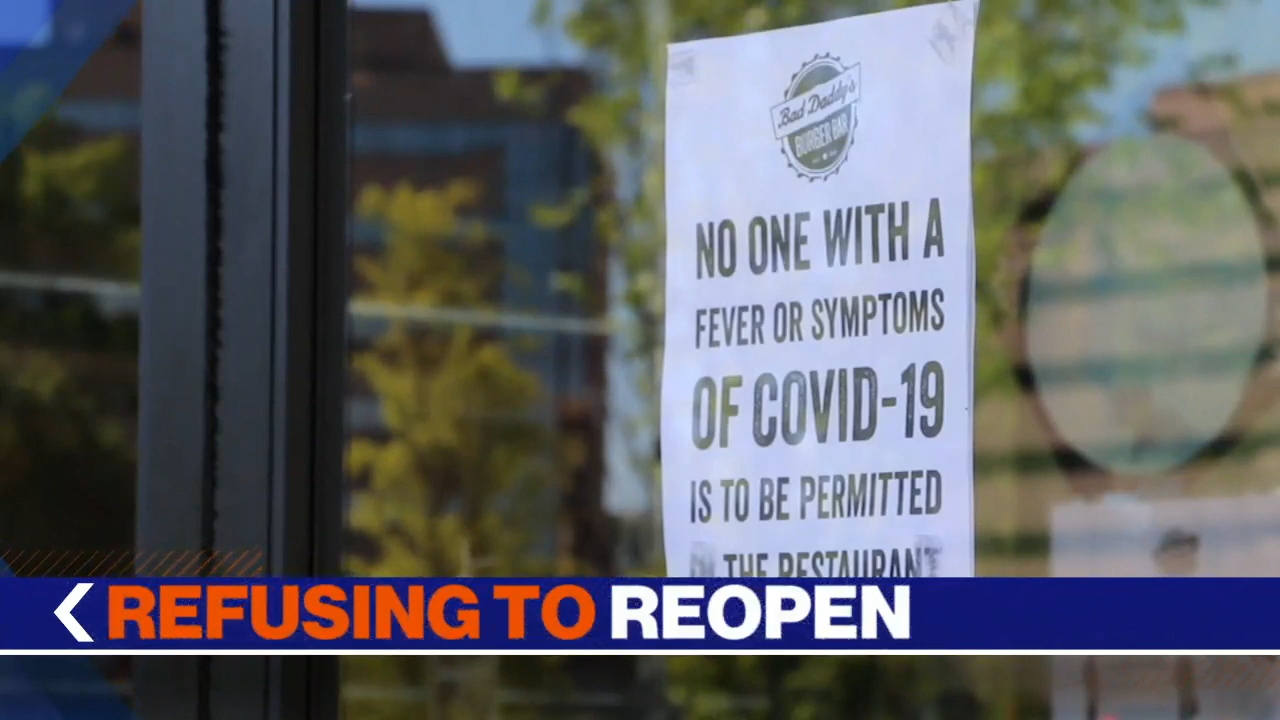 Bad Daddy's
BURGER BAR
NO ONE WITH A
FEVER OR SYMPTOMS
OF COVID-19
IS TO BE PERMITTED
IN THE RESTAURANT
REFUSING TO REOPEN